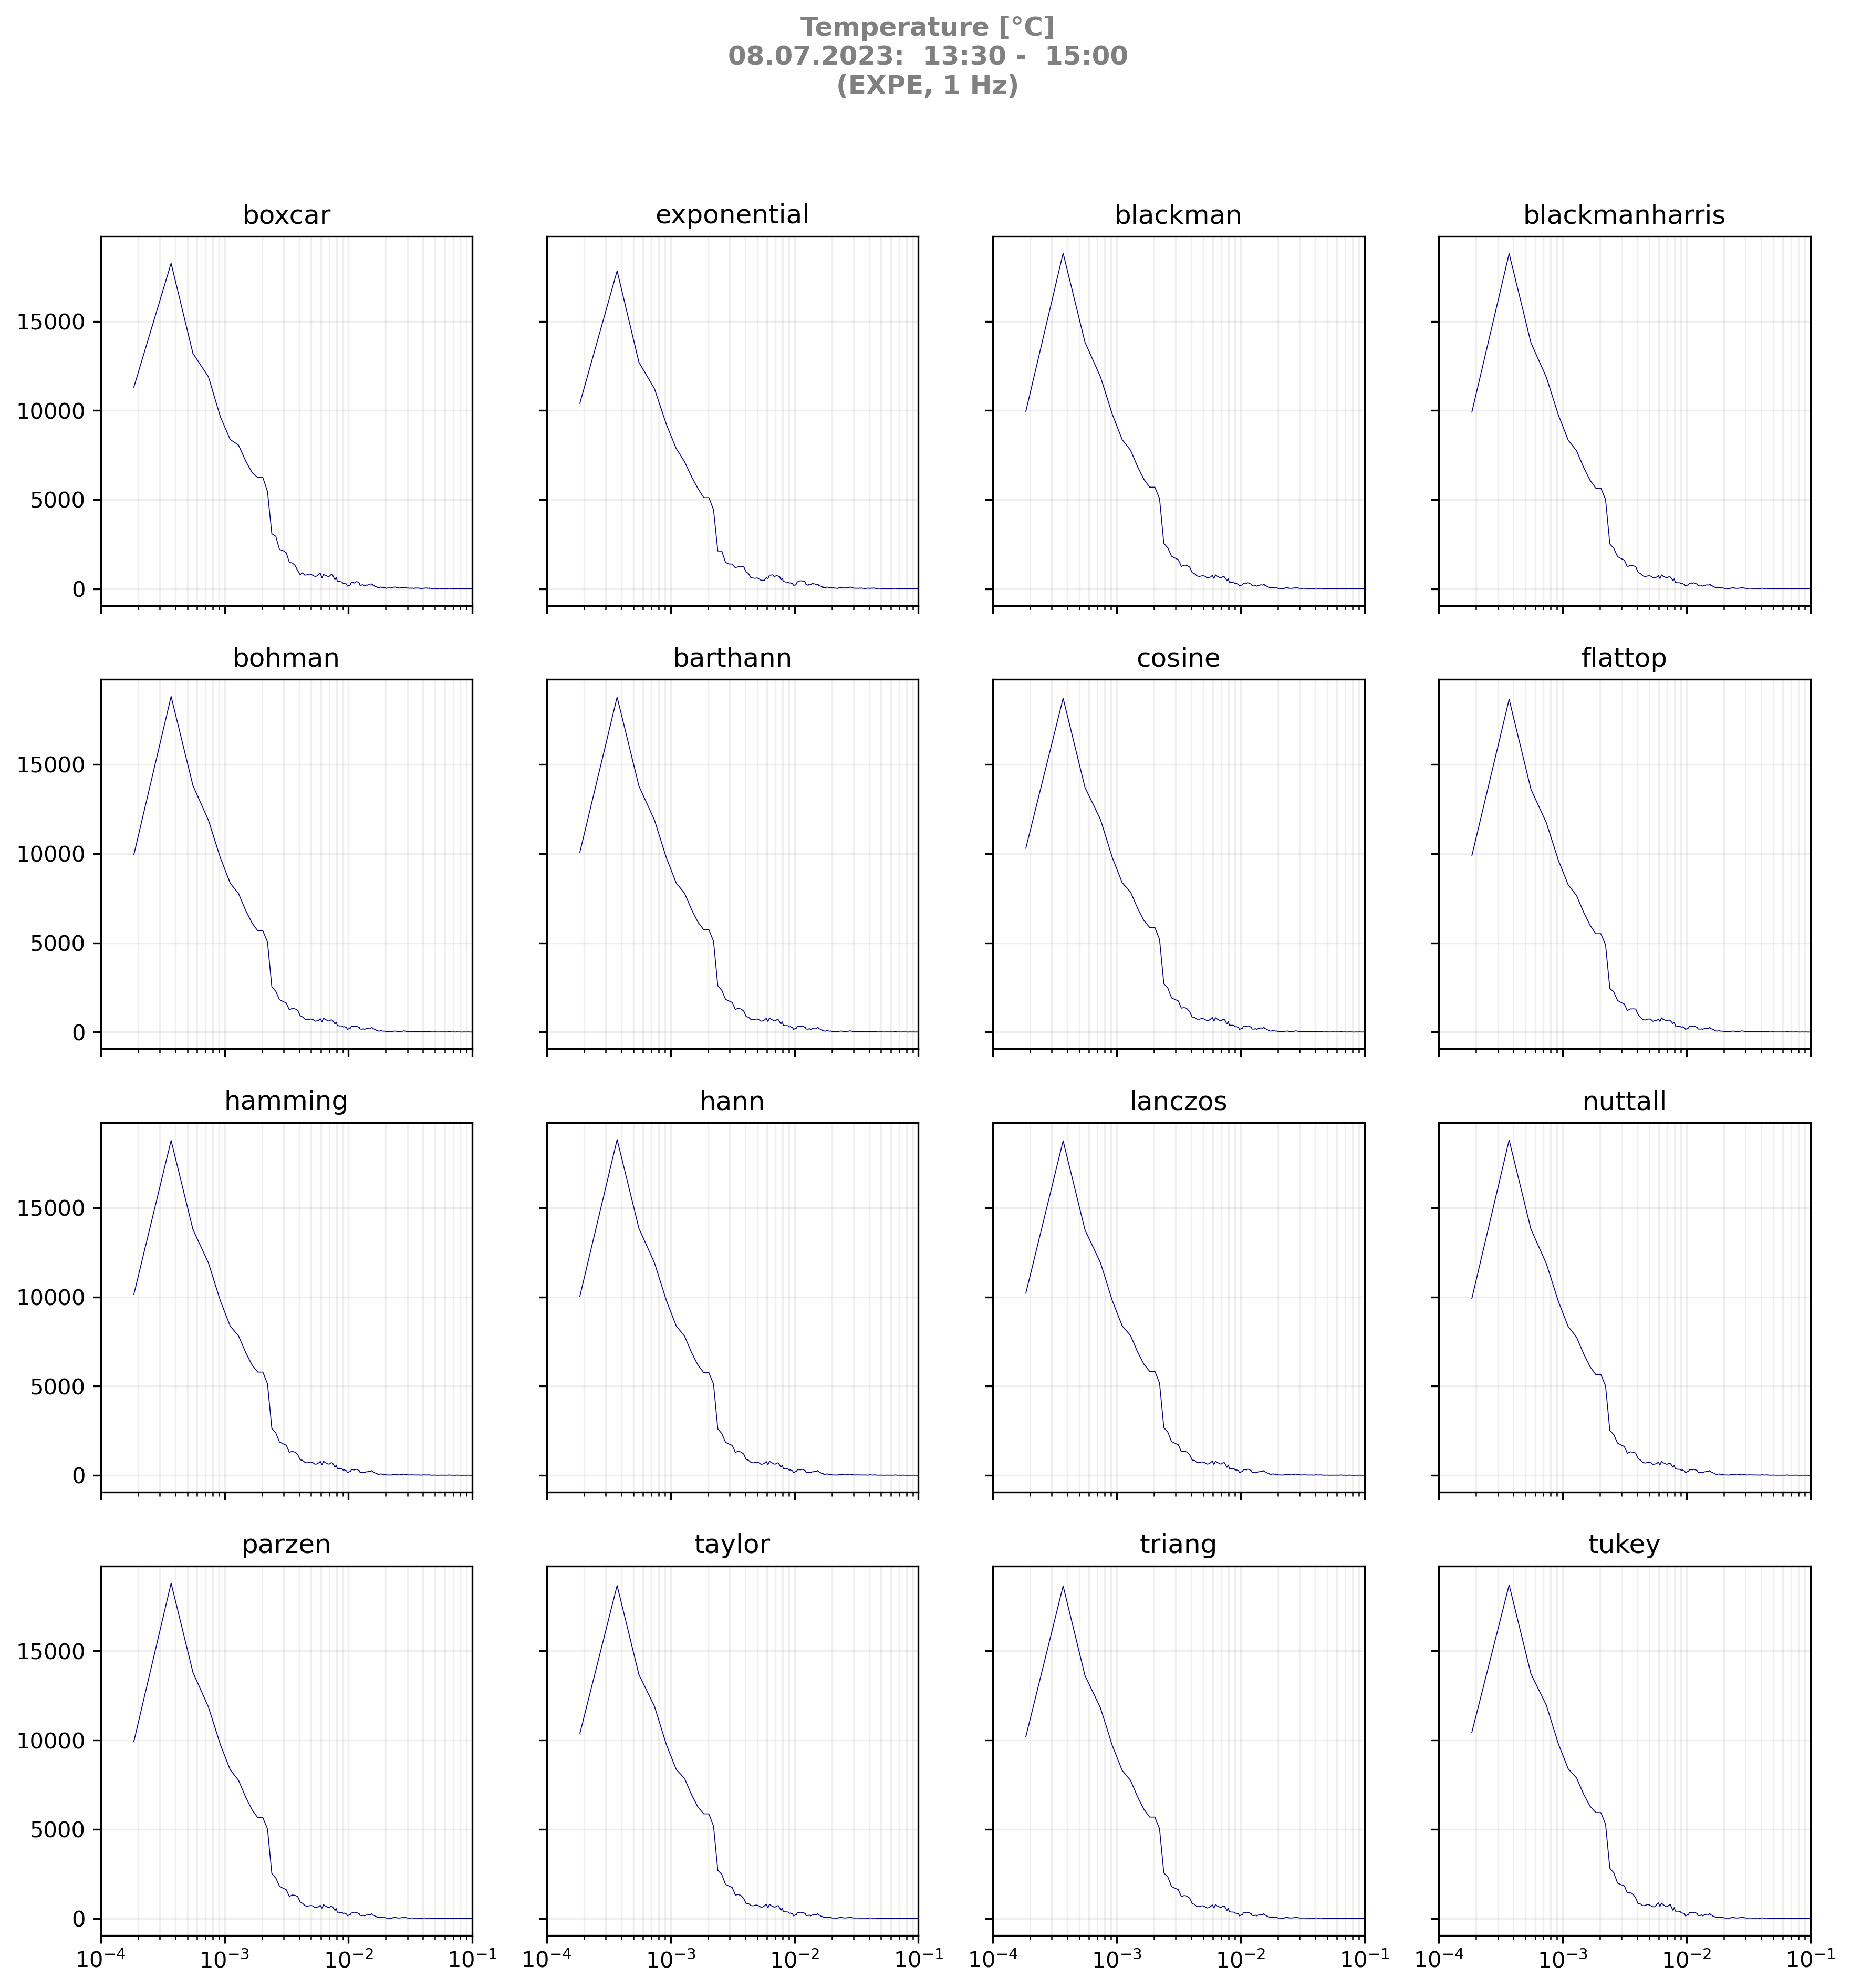 Temperature [°C]
08.07.2023:  13:30 -  15:00
(EXPE, 1 Hz)
boxcar exponential blackman blackmanharris
15000
10000
5000
0
bohman barthann cosine flattop
15000
10000
5000
0
hamming hann lanczos nuttall
15000
10000
5000
0
parzen taylor triang tukey
15000
10000
5000
0
10⁻⁴ 10⁻³ 10⁻² 10⁻¹ 10⁻⁴ 10⁻³ 10⁻² 10⁻¹ 10⁻⁴ 10⁻³ 10⁻² 10⁻¹ 10⁻⁴ 10⁻³ 10⁻² 10⁻¹